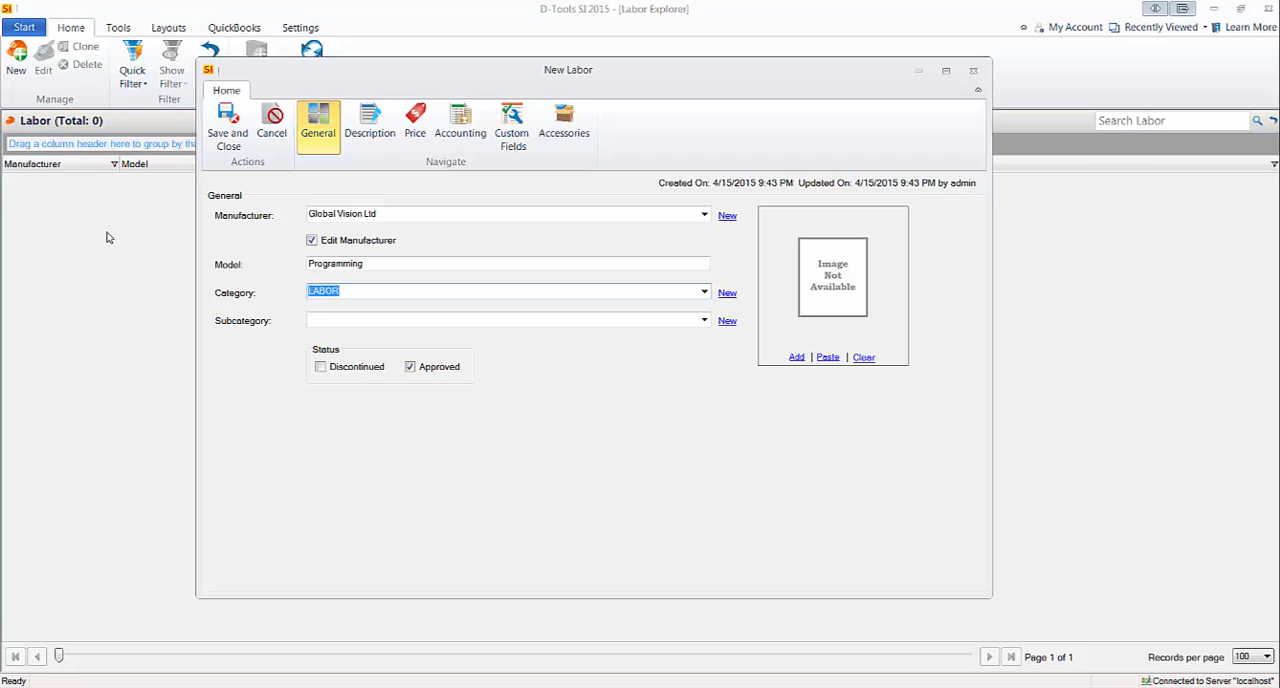 SI
D-Tools SI 2015 - [Labor Explorer]
Start Home Tools Layouts QuickBooks Settings
My Account Recently Viewed Learn More
New Edit Clone Delete Quick Filter Show Filter
Manage Filter
Labor (Total: 0)
Search Labor
Drag a column header here to group by tha
Manufacturer Model
SI New Labor
Home
Save and Close Cancel General Description Price Accounting Custom Fields Accessories
Actions Navigate
Created On: 4/15/2015 9:43 PM Updated On: 4/15/2015 9:43 PM by admin
General
Manufacturer: Global Vision Ltd New
Edit Manufacturer
Model: Programming
Category: LABOR New
Subcategory: New
Image
Not
Available
Status
Discontinued Approved
Add | Paste | Clear
Page 1 of 1 Records per page 100
Ready Connected to Server "localhost"